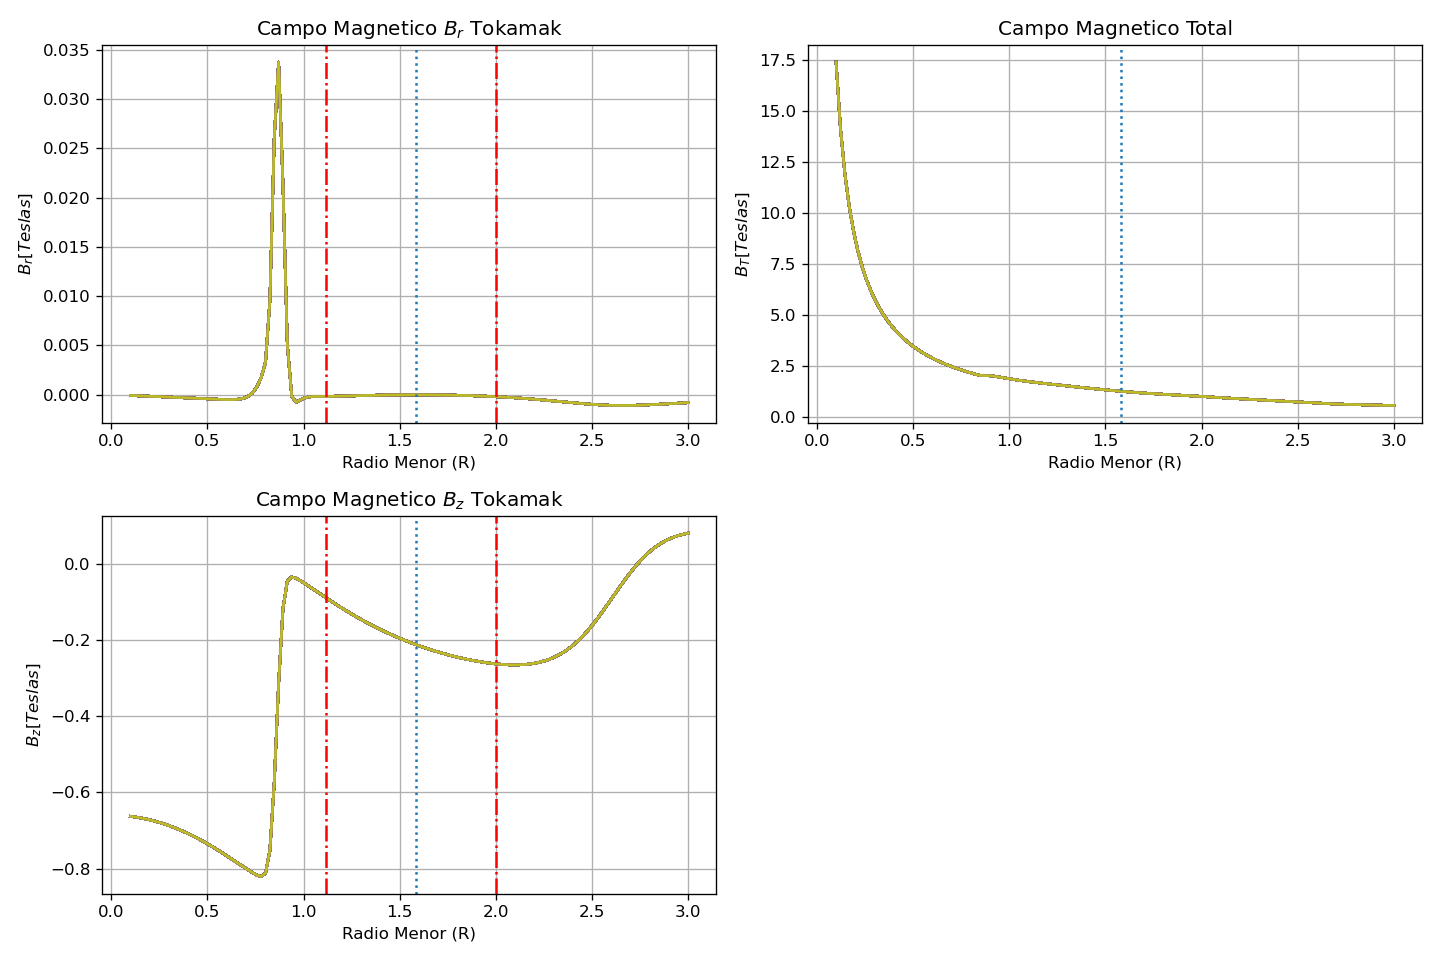 Campo Magnetico $B_r$ Tokamak
0.035
0.030
0.025
0.020
0.015
0.010
0.005
0.000
$B_r[Teslas]$
0.0 0.5 1.0 1.5 2.0 2.5 3.0
Radio Menor (R)
Campo Magnetico Total
17.5
15.0
12.5
10.0
7.5
5.0
2.5
0.0
$B_T[Teslas]$
0.0 0.5 1.0 1.5 2.0 2.5 3.0
Radio Menor (R)
Campo Magnetico $B_z$ Tokamak
0.0
−0.2
−0.4
−0.6
−0.8
$B_z[Teslas]$
0.0 0.5 1.0 1.5 2.0 2.5 3.0
Radio Menor (R)